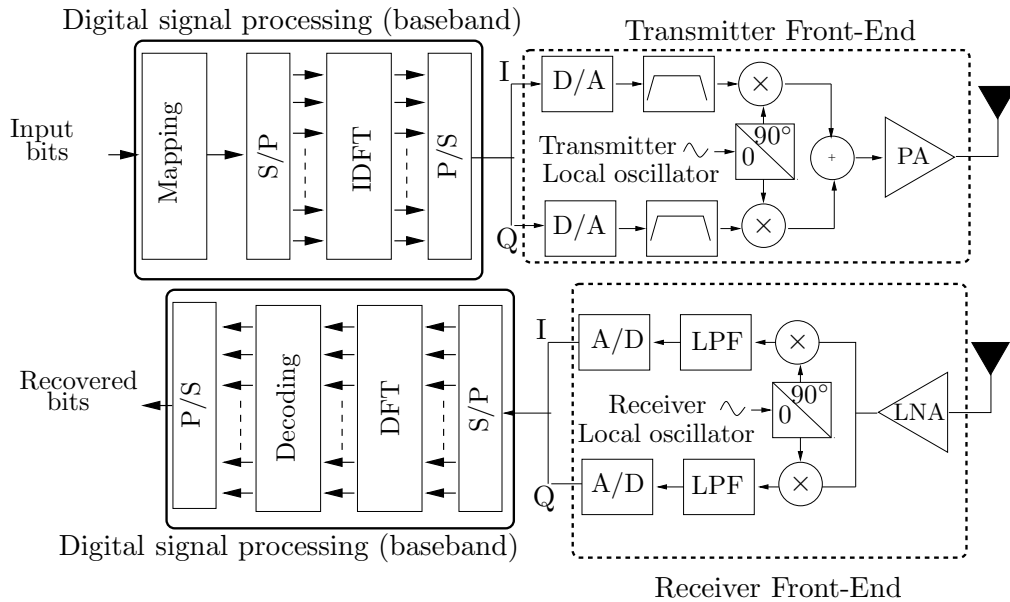 Digital signal processing (baseband)
Transmitter Front-End
Input
bits
Mapping
S/P
IDFT
P/S
I
D/A
×
90°
0
Transmitter
Local oscillator
+
PA
Q
D/A
×
I
A/D
LPF
×
Recovered
bits
P/S
Decoding
DFT
S/P
Receiver
Local oscillator
90°
0
LNA
Q
A/D
LPF
×
Digital signal processing (baseband)
Receiver Front-End